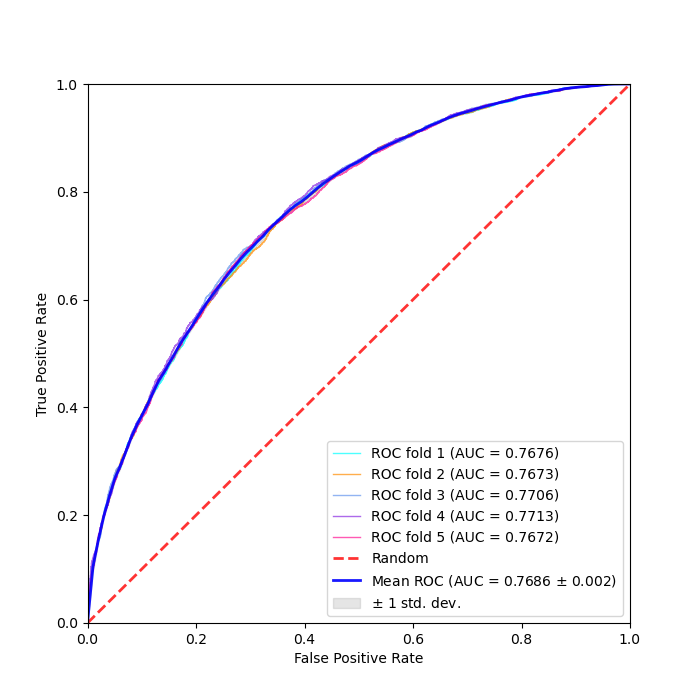 1.0
0.8
0.6
0.4
0.2
0.0
True Positive Rate
ROC fold 1 (AUC = 0.7676)
ROC fold 2 (AUC = 0.7673)
ROC fold 3 (AUC = 0.7706)
ROC fold 4 (AUC = 0.7713)
ROC fold 5 (AUC = 0.7672)
Random
Mean ROC (AUC = 0.7686 ± 0.002)
± 1 std. dev.
0.0 0.2 0.4 0.6 0.8 1.0
False Positive Rate